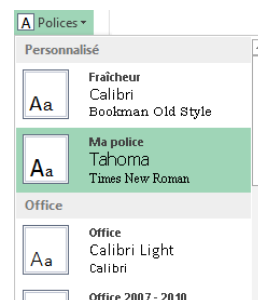 A Polices
Personnalisé
Fraîcheur
Calibri
Aa
Bookman Old Style
Ma police
Tahoma
Aa
Times New Roman
Office
Office
Calibri Light
Aa
Calibri
Office 2007 - 2010